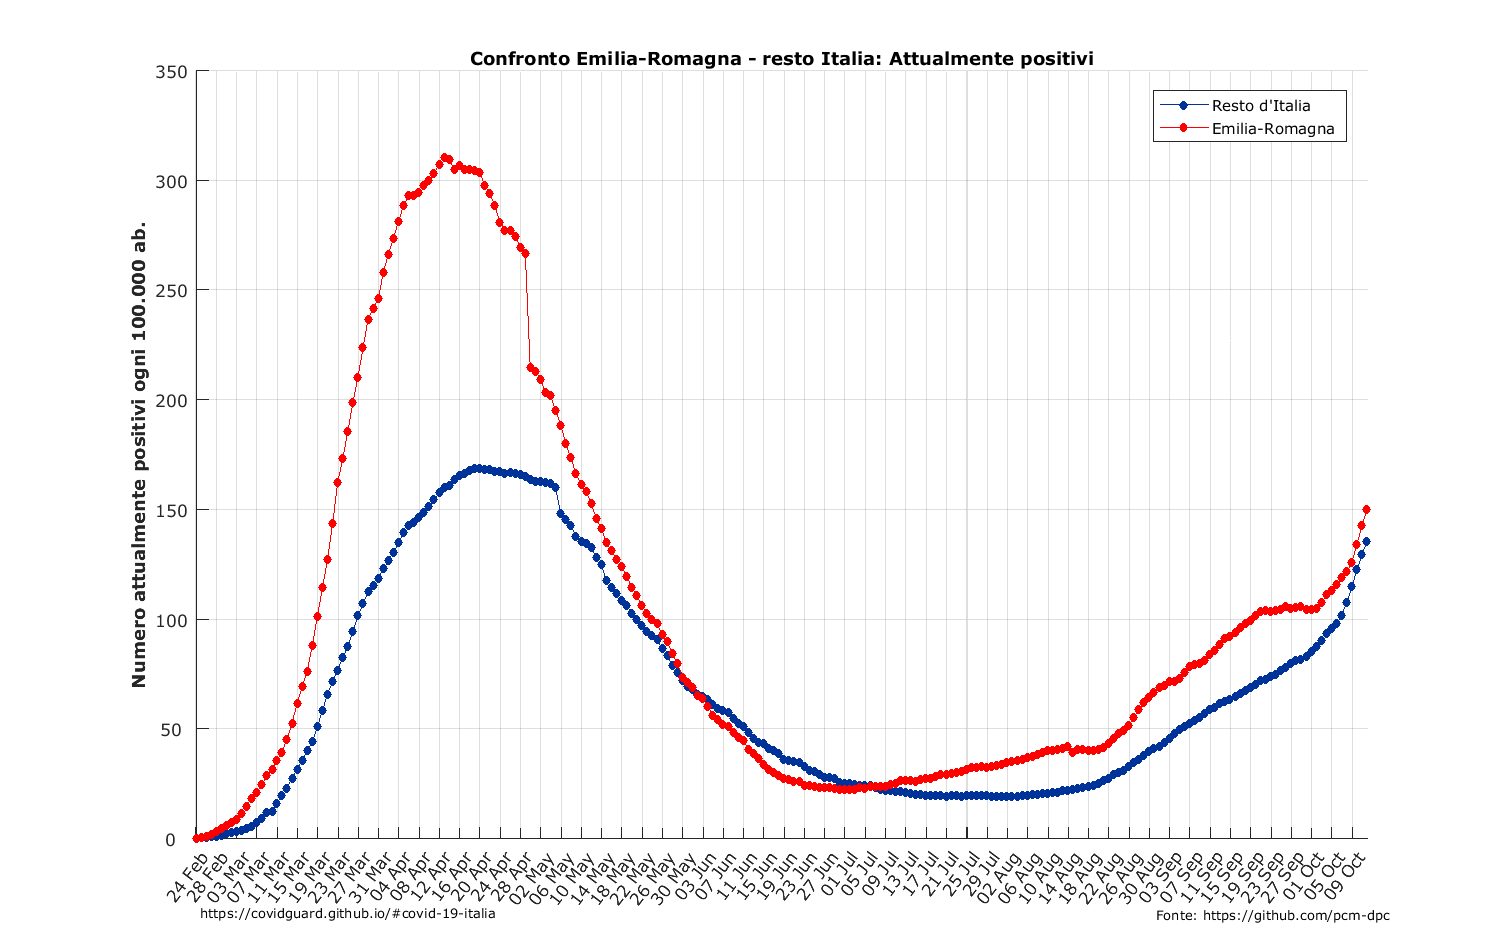 Confronto Emilia-Romagna - resto Italia: Attualmente positivi
Resto d'Italia
Emilia-Romagna
Numero attualmente positivi ogni 100.000 ab.
350
300
250
200
150
100
50
0
24 Feb
28 Feb
03 Mar
07 Mar
11 Mar
15 Mar
19 Mar
23 Mar
27 Mar
31 Mar
04 Apr
08 Apr
12 Apr
16 Apr
20 Apr
24 Apr
28 Apr
02 May
06 May
10 May
14 May
18 May
22 May
26 May
30 May
03 Jun
07 Jun
11 Jun
15 Jun
19 Jun
23 Jun
27 Jun
01 Jul
05 Jul
09 Jul
13 Jul
17 Jul
21 Jul
25 Jul
29 Jul
02 Aug
06 Aug
10 Aug
14 Aug
18 Aug
22 Aug
26 Aug
30 Aug
03 Sep
07 Sep
11 Sep
15 Sep
19 Sep
23 Sep
27 Sep
01 Oct
05 Oct
09 Oct
https://covidguard.github.io/#covid-19-italia
Fonte: https://github.com/pcm-dpc